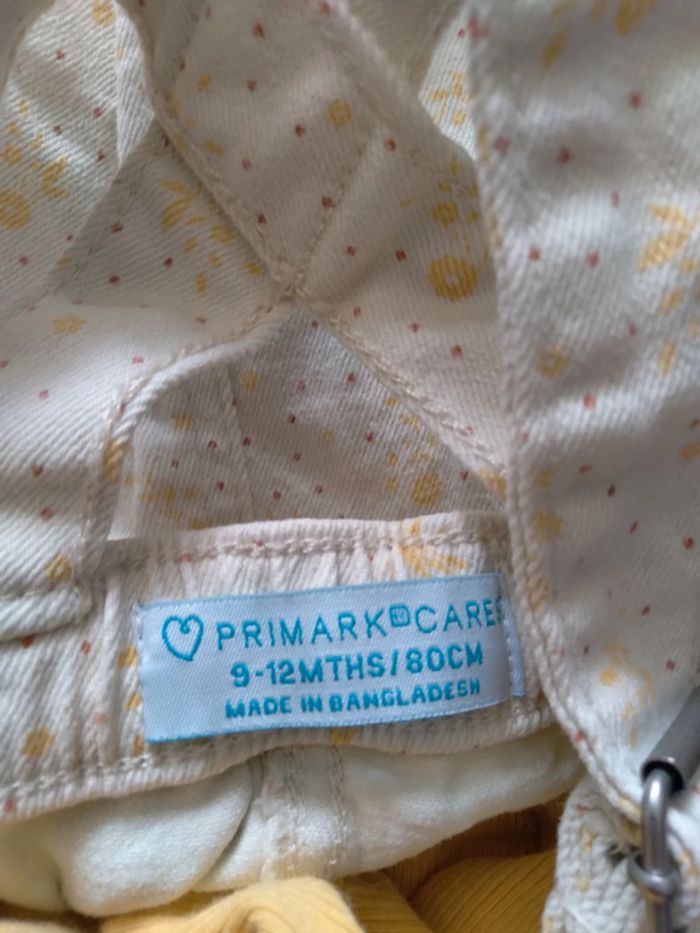 PRIMARK CARES
9-12MTHS/80CM
MADE IN BANGLADESH